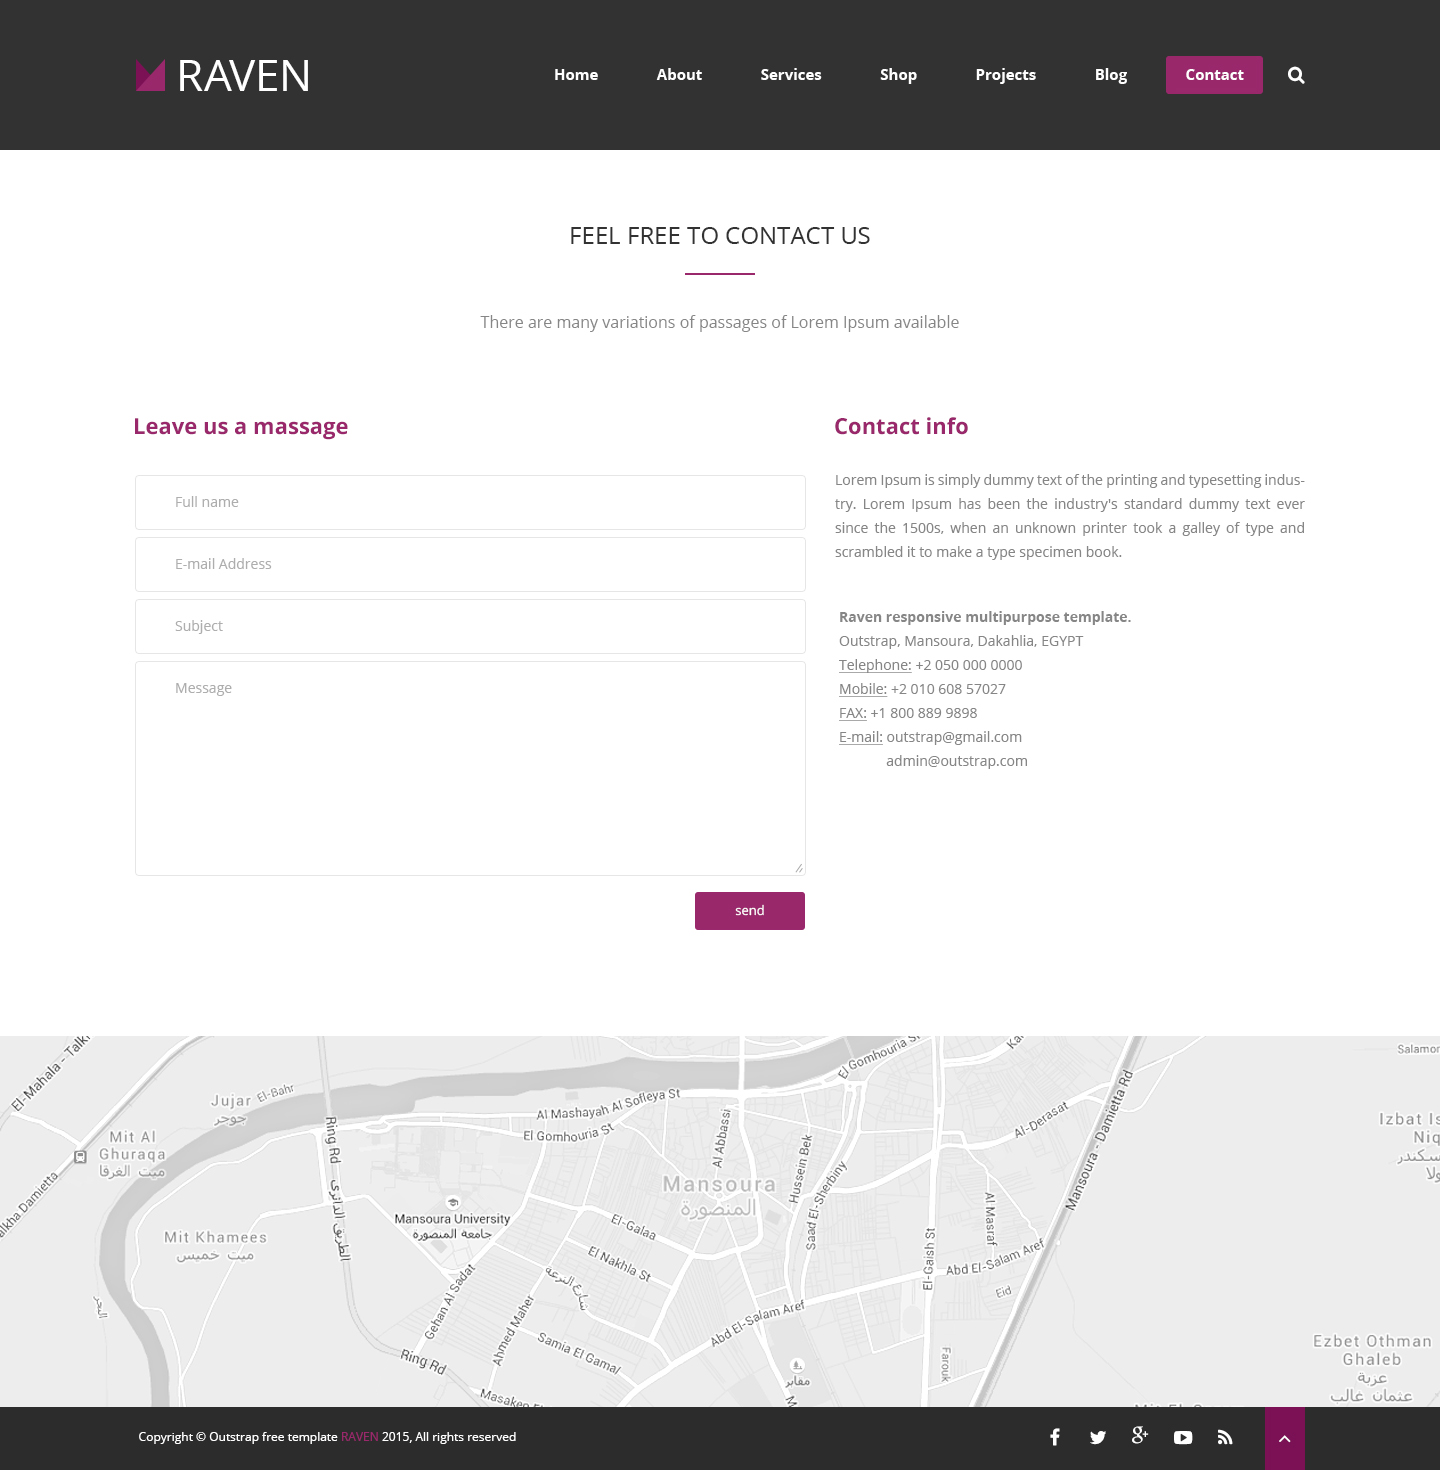 RAVEN
Home About Services Shop Projects Blog Contact
FEEL FREE TO CONTACT US
There are many variations of passages of Lorem Ipsum available
Leave us a massage
Full name
E-mail Address
Subject
Message
send
Contact info
Lorem Ipsum is simply dummy text of the printing and typesetting indus-
try. Lorem Ipsum has been the industry's standard dummy text ever
since the 1500s, when an unknown printer took a galley of type and
scrambled it to make a type specimen book.
Raven responsive multipurpose template.
Outstrap, Mansoura, Dakahlia, EGYPT
Telephone: +2 050 000 0000
Mobile: +2 010 608 57027
FAX: +1 800 889 9898
E-mail: outstrap@gmail.com
admin@outstrap.com
El-Mahala - Talkh
Jujar
جوجر
El-Bahr
Mit Al
Ghuraqa
ميت الغرقا
alkha Damietta
Mit Khamees
ميت خميس
البحر
Ring Rd
الطريق الدائرى
Al Mashayah Al Sofleya St
El Gomhouria St
El Gomhouria St
Al Abbassi
Mansoura
المنصورة
Hussein Bek
Saad El-Sherbiny
Mansoura University
جامعة المنصورة
El-Galaa
El Nakhla St
شارع الترعة
Gehan Al Sadat
Ahmed Maher
Samia El Gamal
Ring Rd
Masaken El
Abd El-Salam Aref
مقابر
El-Gaish St
Al Masraf
Abd El-Salam Aref
Eid
Farouk
Al-Derasat
Mansoura - Damietta Rd
Salamon
Izbat Is
Niq
سكندر
ولا
Ezbet Othman
Ghaleb
عزبة
عثمان غالب
Copyright © Outstrap free template RAVEN 2015, All rights reserved